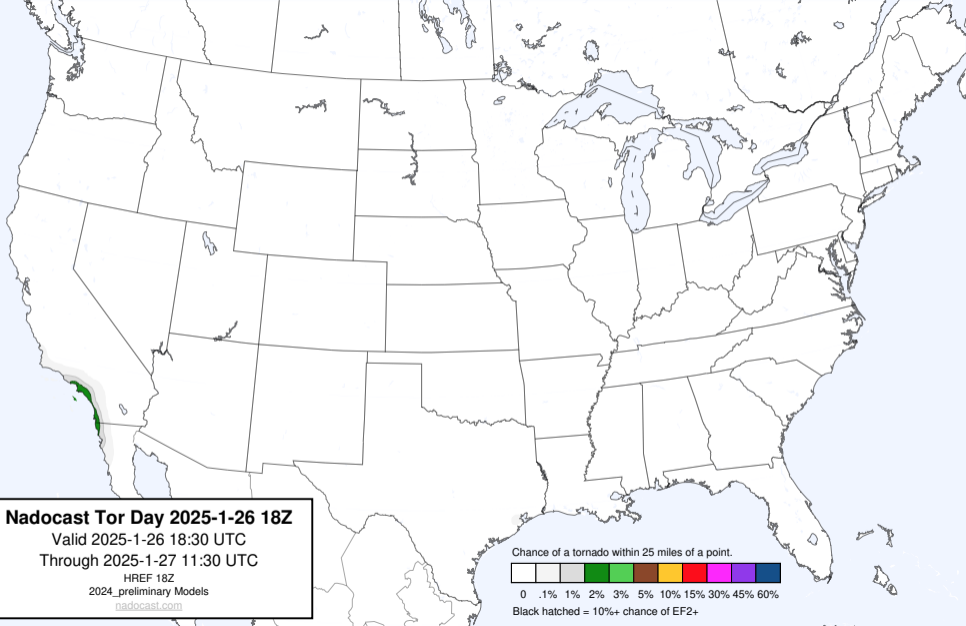 Nadocast Tor Day 2025-1-26 18Z
Valid 2025-1-26 18:30 UTC
Through 2025-1-27 11:30 UTC
HREF 18Z
2024_preliminary Models
nadocast.com
Chance of a tornado within 25 miles of a point.
0 .1% 1% 2% 3% 5% 10% 15% 30% 45% 60%
Black hatched = 10%+ chance of EF2+